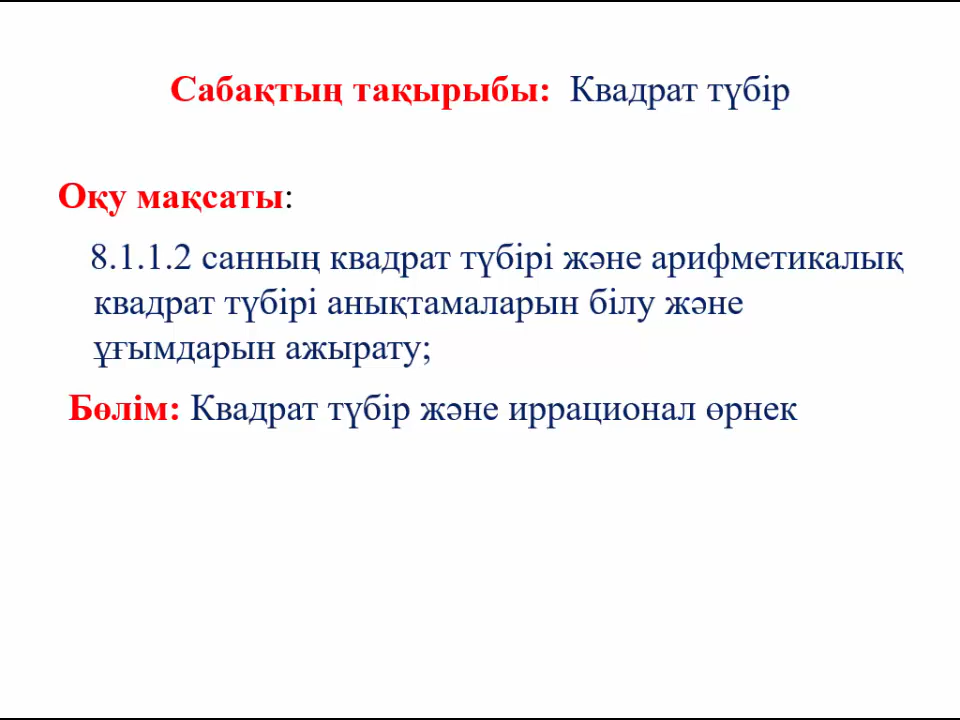 Сабақтың тақырыбы: Квадрат түбір
Оқу мақсаты:
8.1.1.2 санның квадрат түбірі және арифметикалық
квадрат түбірі анықтамаларын білу және
ұғымдарын ажырату;
Бөлім: Квадрат түбір және иррационал өрнек